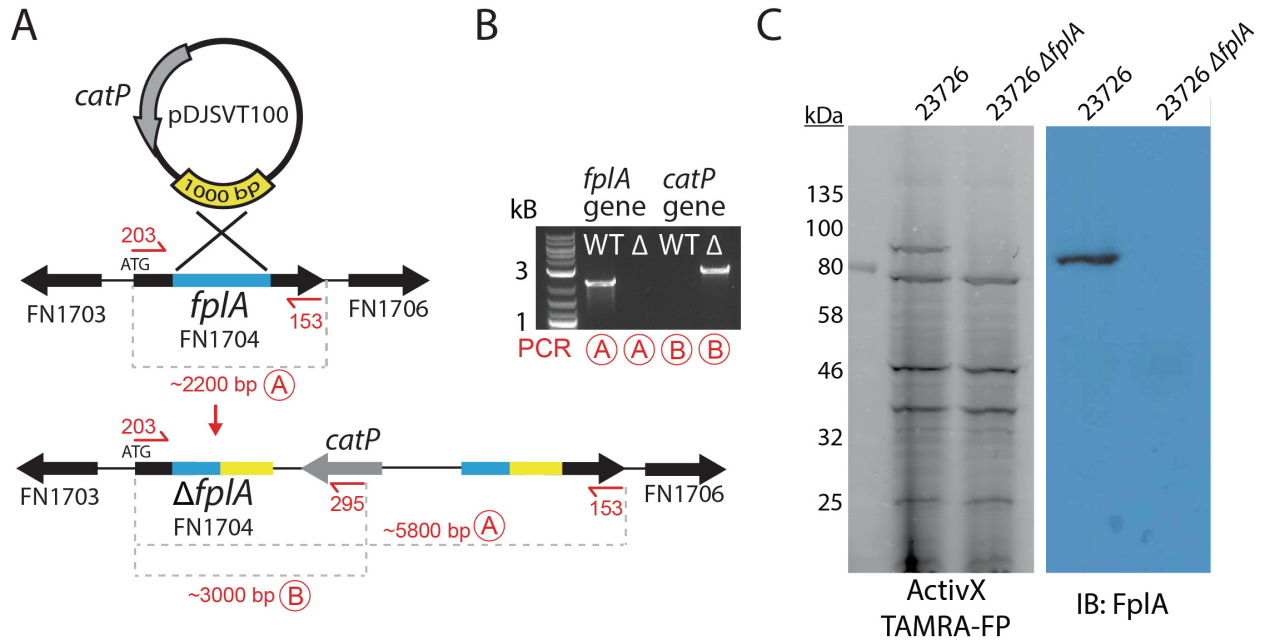 A
catP
pDJSVT100
1000 bp
203
ATG
FN1703
fplA
FN1704
153
FN1706
~2200 bp A
203
ATG
catP
FN1703
ΔfplA
FN1704
295
153
FN1706
~5800 bp A
~3000 bp B
B
fplA gene
catP gene
kB
WT Δ WT Δ
3
1
PCR A A B B
C
kDa
23726
23726 ΔfplA
23726
23726 ΔfplA
135
100
80
58
46
32
25
ActivX
TAMRA-FP
IB: FplA